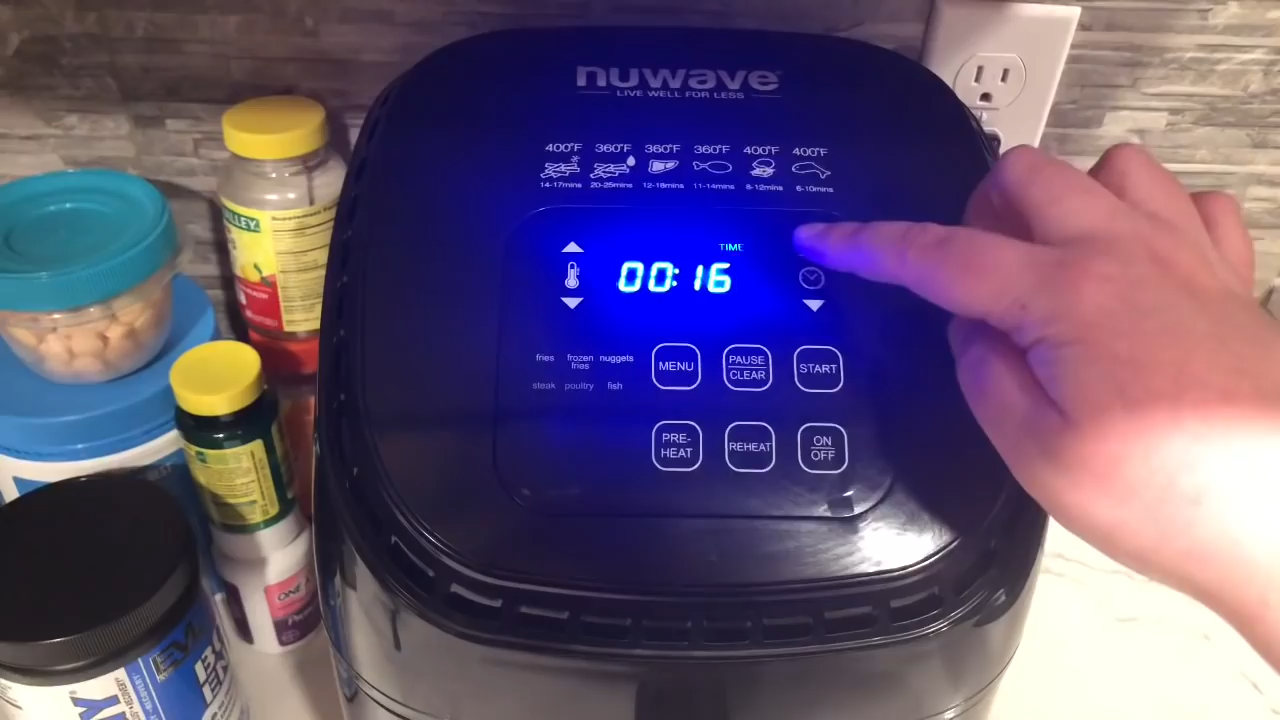 nuwave
LIVE WELL FOR LESS
400°F 360°F 360°F 360°F 400°F 400°F
14-17mins 20-25mins 12-18mins 11-14mins 8-12mins 6-10mins
TIME
00:16
fries frozen fries nuggets
steak poultry fish
MENU
PAUSE
CLEAR
START
PRE-
HEAT
REHEAT
ON
OFF
ONE A